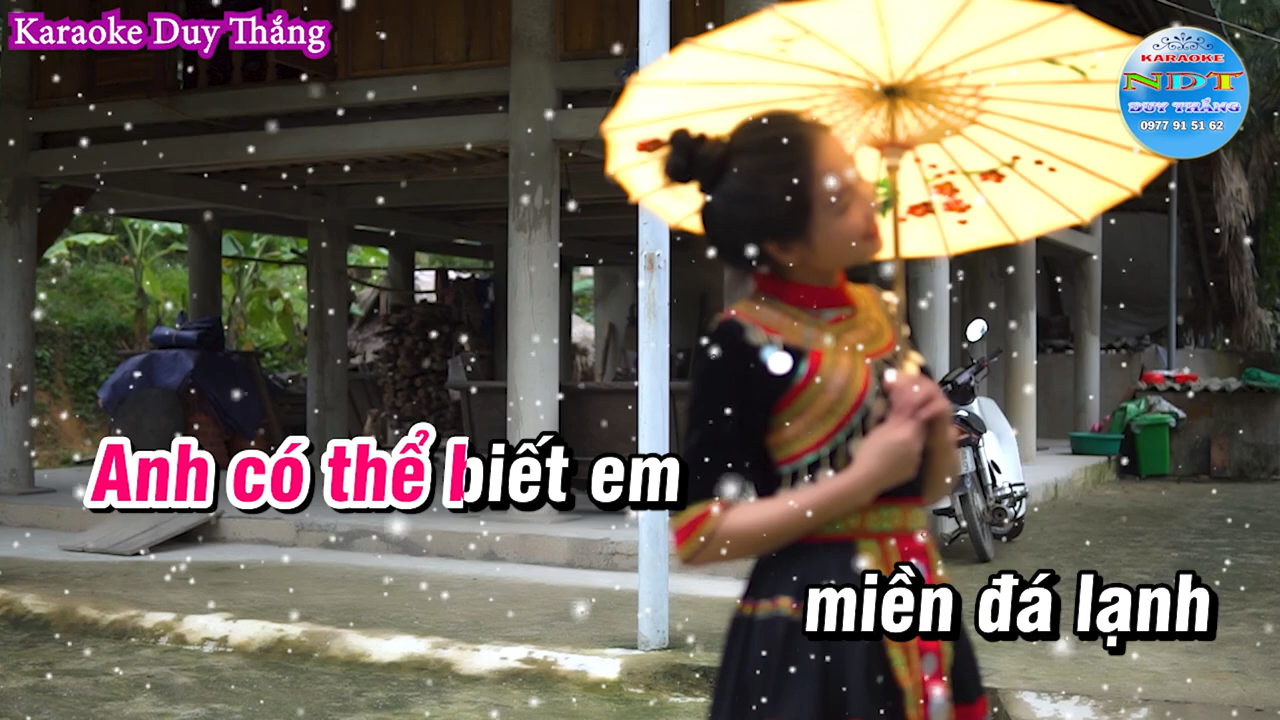 Karaoke Duy Thắng
KARAOKE
NDT
DUY THẮNG
0977 91 51 62
Anh có thể biết em
miền đá lạnh